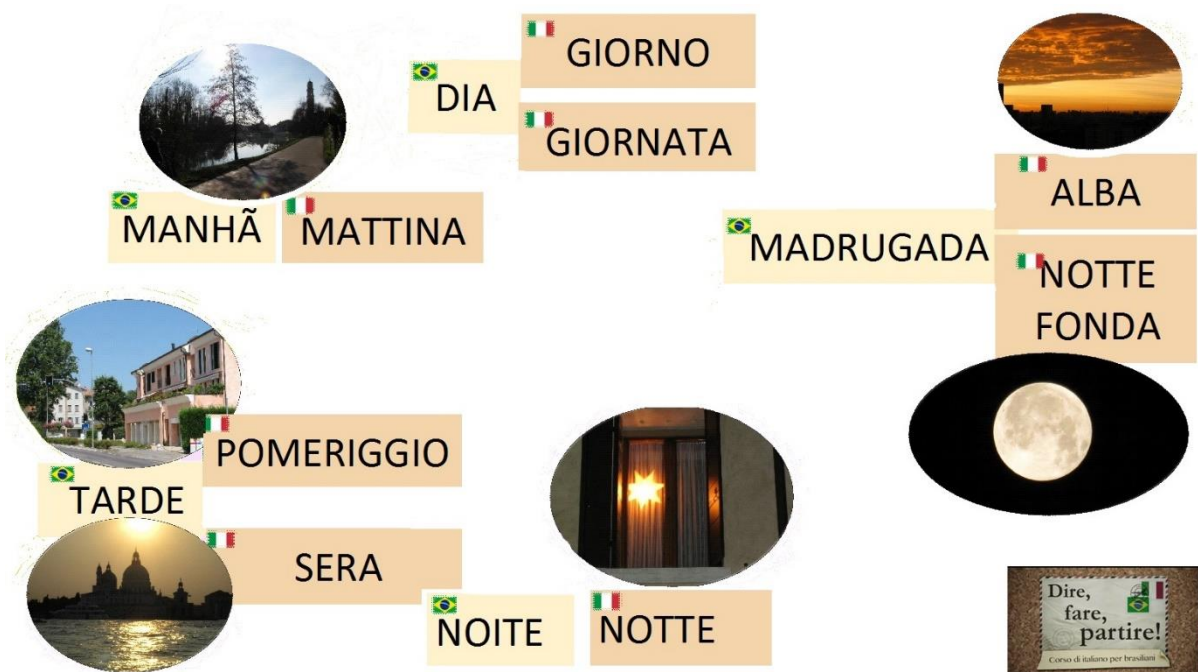 DIA
GIORNO
GIORNATA
MANHÃ
MATTINA
MADRUGADA
ALBA
NOTTE
FONDA
TARDE
POMERIGGIO
SERA
NOITE
NOTTE
Dire,
fare,
partire!
Corso di italiano per brasiliani